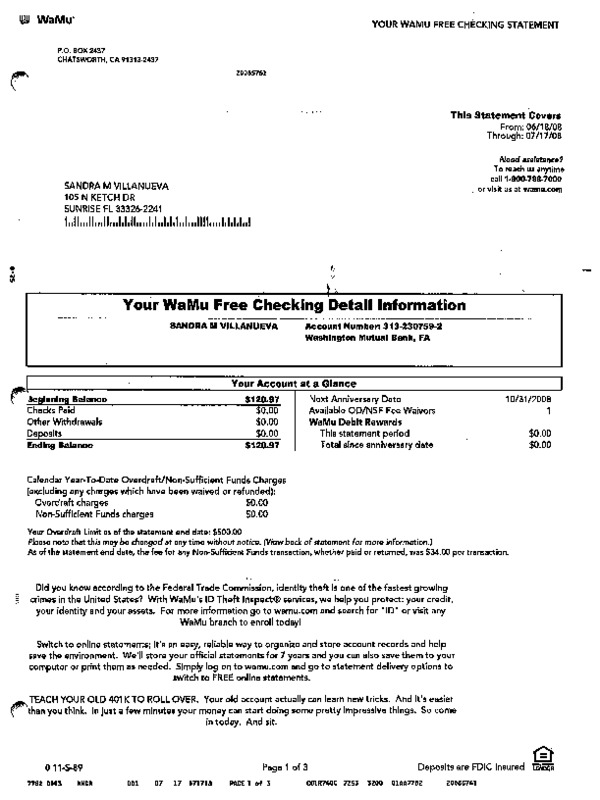 WaMu
YOUR WAMU FREE CHECKING STATEMENT
P.O. BOX 2437
CHATSWORTH, CA 91313-2437
This Statement Covers
From: 06/18/08
Through: 07/17/08
Need assistance?
To reach us anytime
call 1-800-788-7000
or visit us at wamu.com
SANDRA M VILLANUEVA
105 N KETCH DR
SUNRISE FL 33326-2241
Your WaMu Free Checking Detail Information
SANDRA M VILLANUEVA Account Number: 313-230759-2
Washington Mutual Bank, FA
Your Account at a Glance
Beginning Balance $120.97
Checks Paid $0.00
Other Withdrawals $0.00
Deposits $0.00
Ending Balance $120.97
Next Anniversary Date 10/31/2008
Available OD/NSF Fee Waivers 1
WaMu Debit Rewards
This statement period $0.00
Total since anniversary date $0.00
Calendar Year-To-Date Overdraft/Non-Sufficient Funds Charges
(excluding any charges which have been waived or refunded):
Overdraft charges $0.00
Non-Sufficient Funds charges $0.00
Your Overdraft Limit as of the statement end date: $500.00
Please note that this may be changed at any time without notice. (View back of statement for more information.)
As of the statement end date, the fee for any Non-Sufficient Funds transaction, whether paid or returned, was $34.00 per transaction.
Did you know according to the Federal Trade Commission, identity theft is one of the fastest growing
crimes in the United States? With WaMu's ID Theft Inspect® services, we help you protect: your credit,
your identity and your assets. For more information go to wamu.com and search for "ID" or visit any
WaMu branch to enroll today!
Switch to online statements; it's an easy, reliable way to organize and store account records and help
save the environment. We'll store your official statements for 7 years and you can also save them to your
computer or print them as needed. Simply log on to wamu.com and go to statement delivery options to
switch to FREE online statements.
TEACH YOUR OLD 401K TO ROLL OVER. Your old account actually can learn new tricks. And it's easier
than you think. In just a few minutes your money can start doing some pretty impressive things. So come
in today. And sit.
0 11-5-89 Page 1 of 3 Deposits are FDIC Insured
001 07 17 PAGE 1 of 3